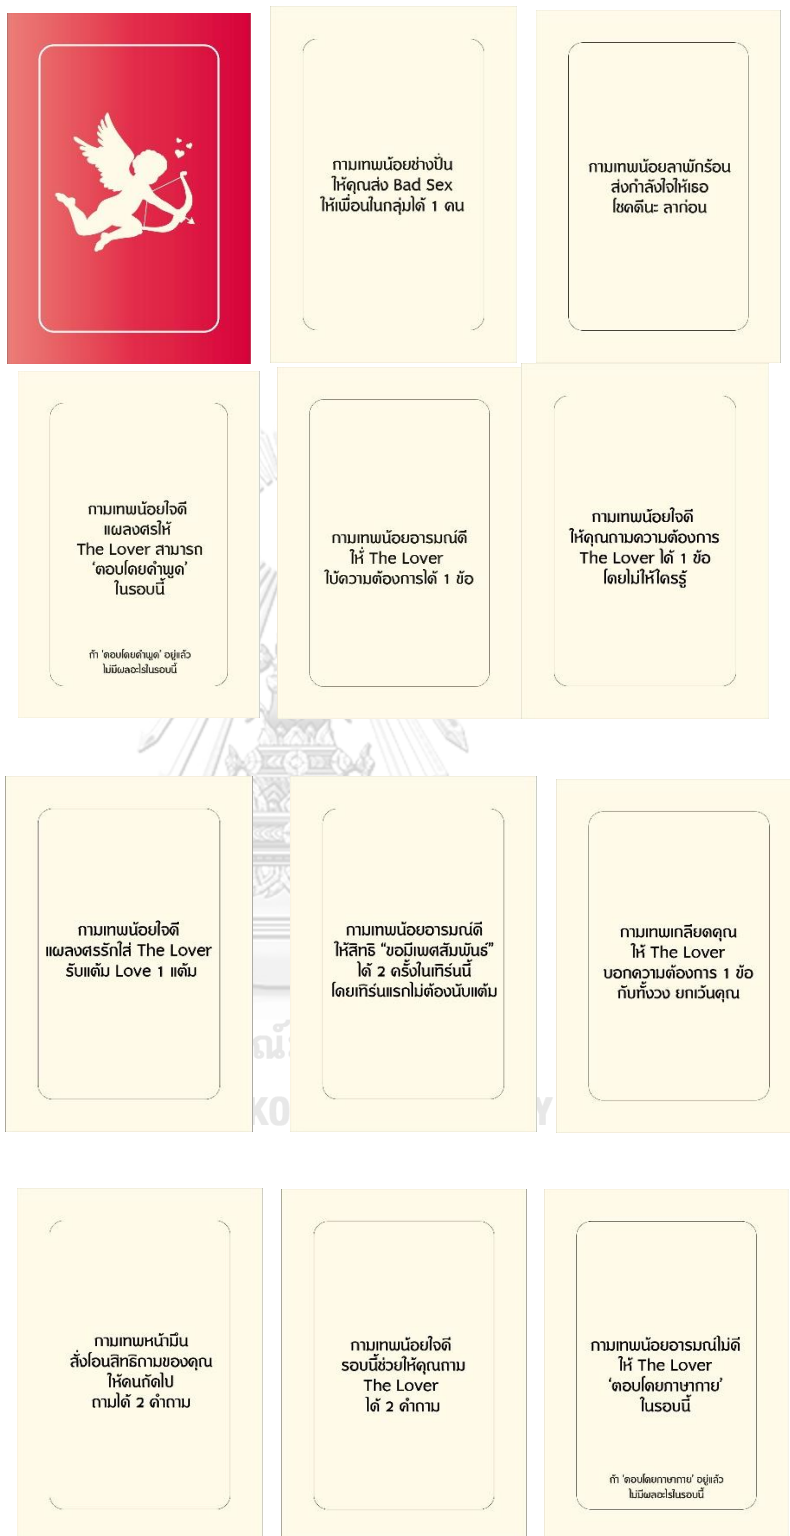 กามเทพน้อยช่างปั่น
ให้คุณส่ง Bad Sex
ให้เพื่อนในกลุ่มได้ 1 คน
กามเทพน้อยลาพักร้อน
ส่งกำลังใจให้เธอ
โชคดีนะ ลาก่อน
กามเทพน้อยใจดี
แผลงศรให้
The Lover สามารถ
‘ตอบโดยคำพูด’
ในรอบนี้
ถ้า ‘ตอบโดยคำพูด’ อยู่แล้ว
ไม่มีผลอะไรในรอบนี้
กามเทพน้อยอารมณ์ดี
ให้ The Lover
ใบ้ความต้องการได้ 1 ข้อ
กามเทพน้อยใจดี
ให้คุณถามความต้องการ
The Lover ได้ 1 ข้อ
โดยไม่ให้ใครรู้
กามเทพน้อยใจดี
แผลงศรรักใส่ The Lover
รับแต้ม Love 1 แต้ม
กามเทพน้อยอารมณ์ดี
ให้สิทธิ “ขอมีเพศสัมพันธ์”
ได้ 2 ครั้งในเทิร์นนี้
โดยเทิร์นแรกไม่ต้องนับแต้ม
กามเทพเกลียดคุณ
ให้ The Lover
บอกความต้องการ 1 ข้อ
กับทั้งวง ยกเว้นคุณ
กามเทพหน้ามึน
สั่งโอนสิทธิถามของคุณ
ให้คนถัดไป
ถามได้ 2 คำถาม
กามเทพน้อยใจดี
รอบนี้ช่วยให้คุณถาม
The Lover
ได้ 2 คำถาม
กามเทพน้อยอารมณ์ไม่ดี
ให้ The Lover
‘ตอบโดยภาษากาย’
ในรอบนี้
ถ้า ‘ตอบโดยภาษากาย’ อยู่แล้ว
ไม่มีผลอะไรในรอบนี้